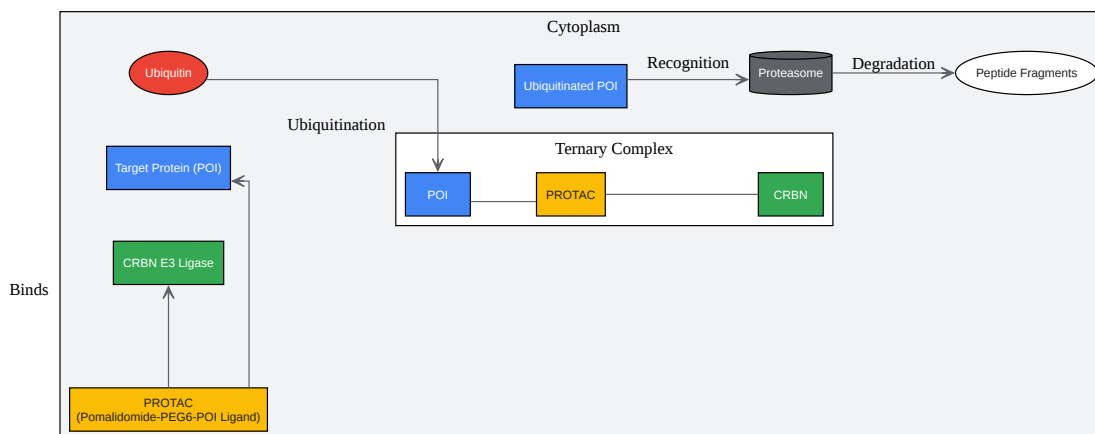 Cytoplasm
Ubiquitin
Ubiquitinated POI
Recognition
Proteasome
Degradation
Peptide Fragments
Ubiquitination
Ternary Complex
Target Protein (POI)
POI
PROTAC
CRBN
CRBN E3 Ligase
Binds
PROTAC
(Pomalidomide-PEG6-POI Ligand)